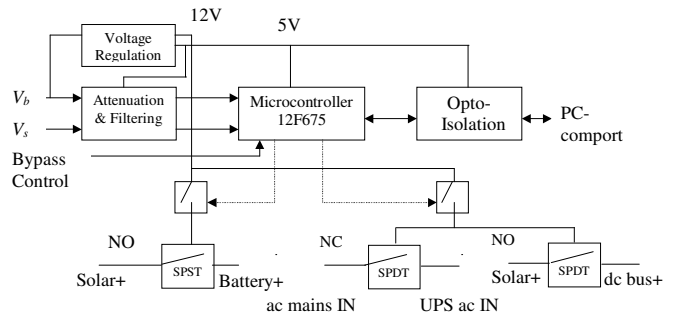 12V
5V
Voltage
Regulation
Vb
Vs
Attenuation
& Filtering
Microcontroller
12F675
Opto-
Isolation
PC-
comport
Bypass
Control
NO
SPST
Solar+
Battery+
NC
SPDT
ac mains IN
UPS ac IN
NO
SPDT
Solar+
dc bus+